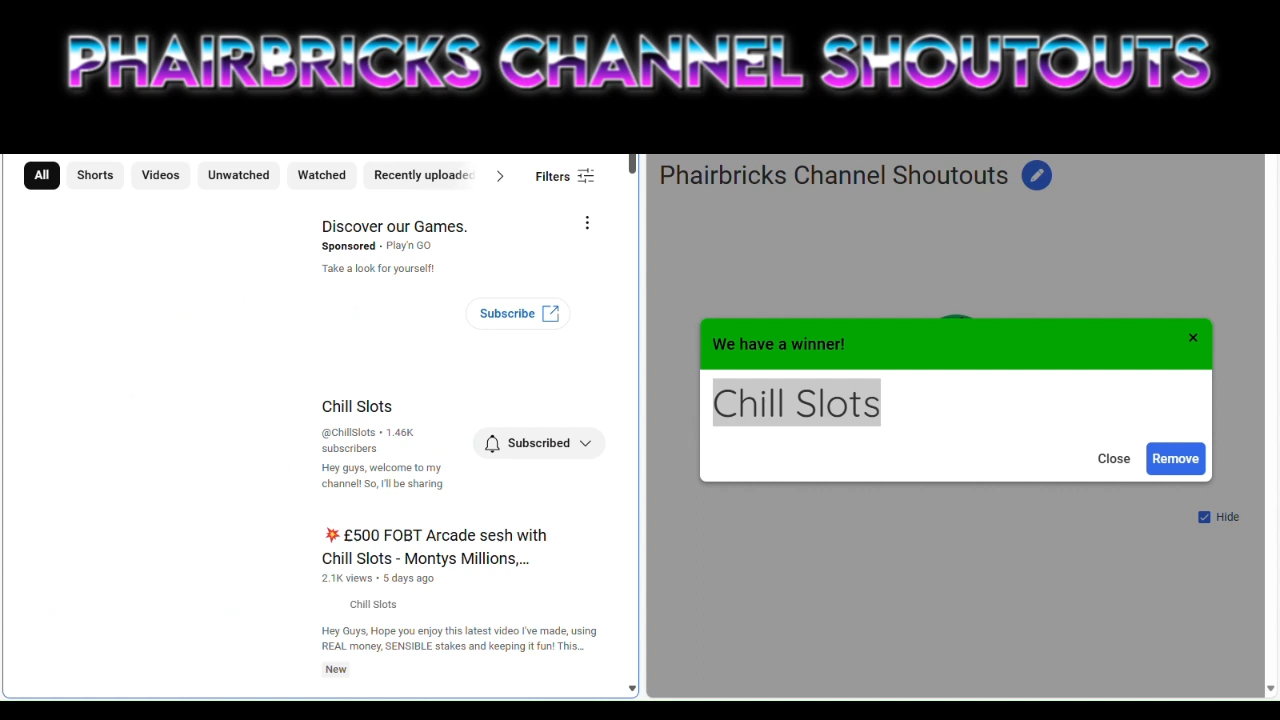 PHAIRBRICKS CHANNEL SHOUTOUTS
All Shorts Videos Unwatched Watched Recently uploaded Filters
Discover our Games.
Sponsored • Play'n GO
Take a look for yourself!
Subscribe
Chill Slots
@ChillSlots • 1.46K
subscribers
Subscribed
Hey guys, welcome to my
channel! So, I'll be sharing
💥 £500 FOBT Arcade sesh with
Chill Slots - Montys Millions,...
2.1K views • 5 days ago
Chill Slots
Hey Guys, Hope you enjoy this latest video I've made, using
REAL money, SENSIBLE stakes and keeping it fun! This...
New
Phairbricks Channel Shoutouts
We have a winner!
Chill Slots
Close Remove
Hide